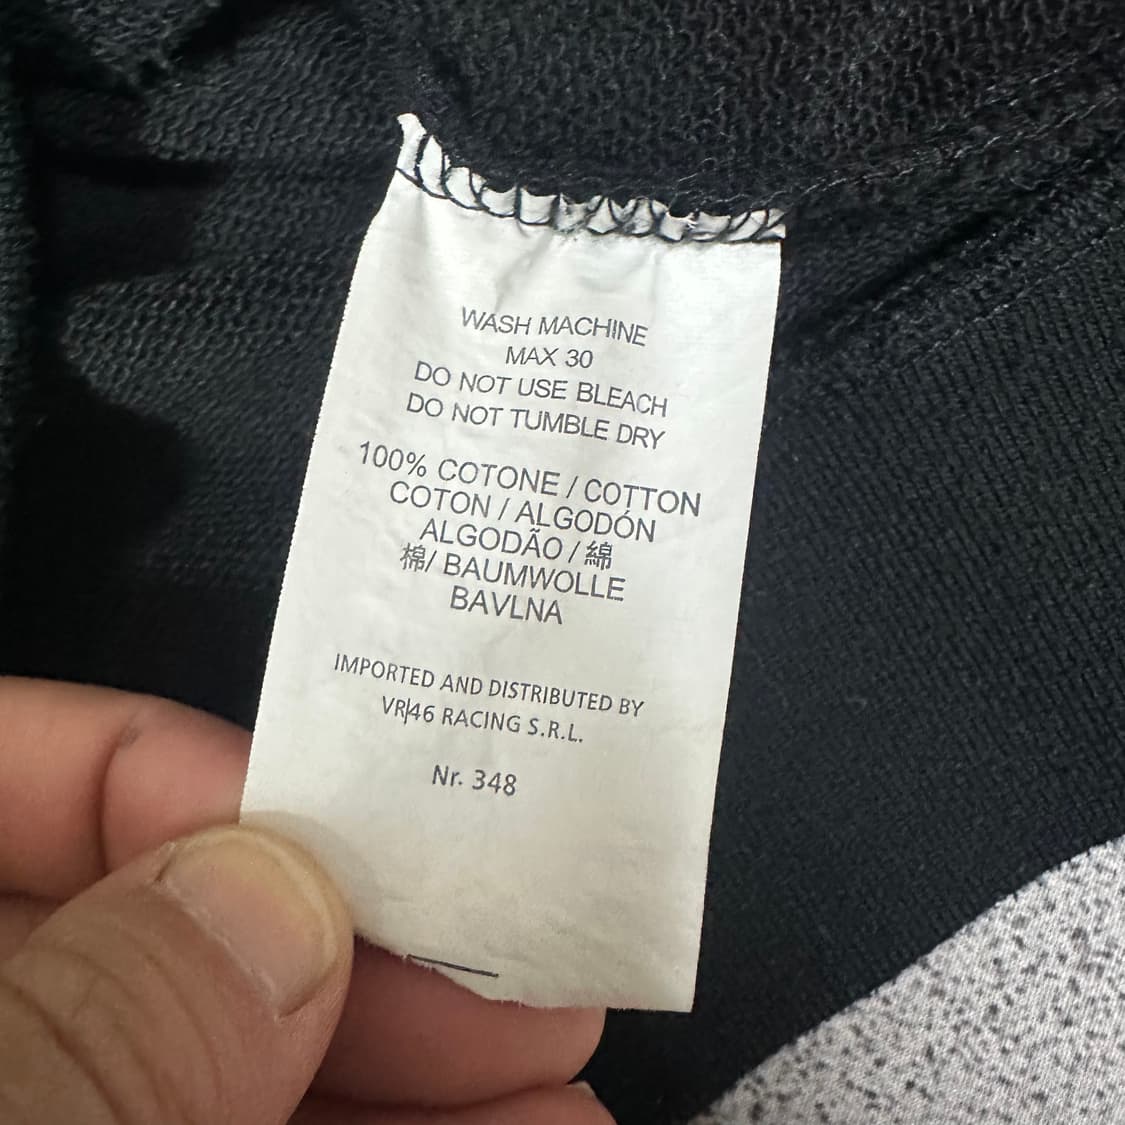 WASH MACHINE
MAX 30
DO NOT USE BLEACH
DO NOT TUMBLE DRY
100% COTONE / COTTON
COTON / ALGODÓN
ALGODÃO / 綿
棉/ BAUMWOLLE
BAVLNA
IMPORTED AND DISTRIBUTED BY
VR|46 RACING S.R.L.
Nr. 348